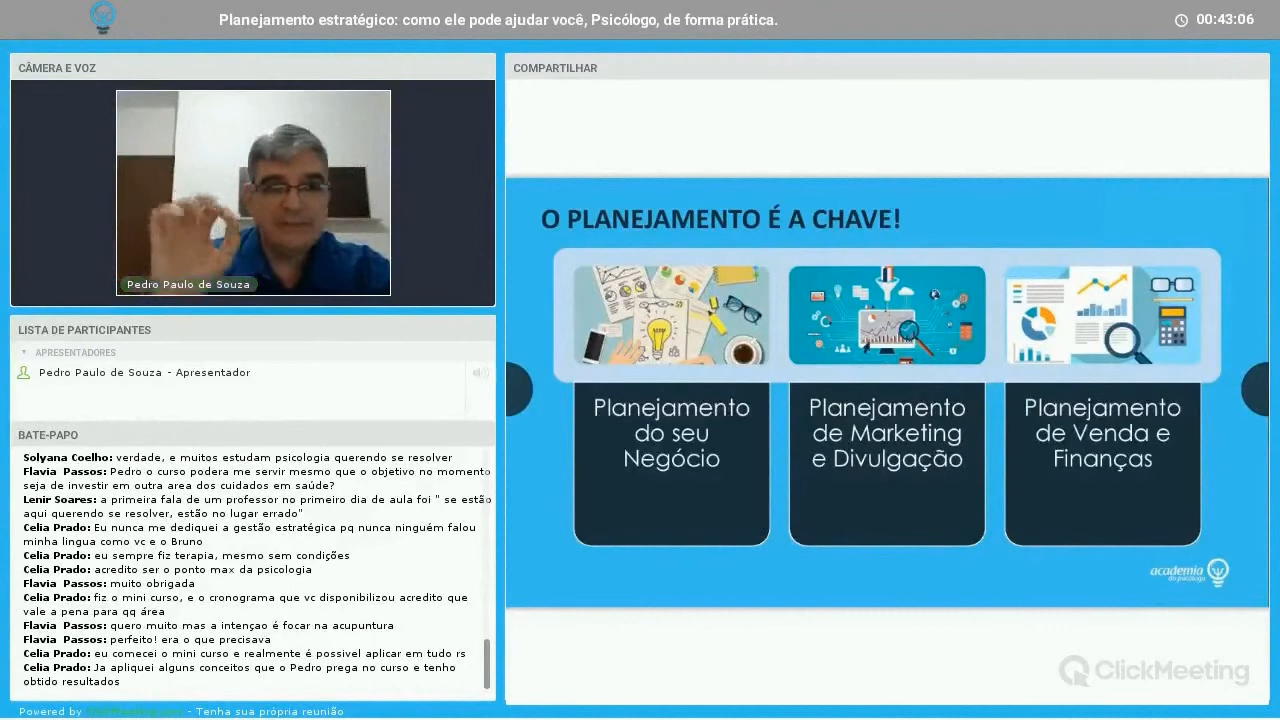 Planejamento estratégico: como ele pode ajudar você, Psicólogo, de forma prática.
00:43:06
CÂMERA E VOZ
Pedro Paulo de Souza
LISTA DE PARTICIPANTES
APRESENTADORES
Pedro Paulo de Souza - Apresentador
BATE-PAPO
Solyana Coelho: verdade, e muitos estudam psicologia querendo se resolver
Flavia Passos: Pedro o curso podera me servir mesmo que o objetivo no momento
seja de investir em outra area dos cuidados em saúde?
Lenir Soares: a primeira fala de um professor no primeiro dia de aula foi " se estão
aqui querendo se resolver, estão no lugar errado"
Celia Prado: Eu nunca me dediquei a gestão estratégica pq nunca ninguém falou
minha lingua como vc e o Bruno
Celia Prado: eu sempre fiz terapia, mesmo sem condições
Celia Prado: acredito ser o ponto max da psicologia
Flavia Passos: muito obrigada
Celia Prado: fiz o mini curso, e o cronograma que vc disponibilizou acredito que
vale a pena para qq área
Flavia Passos: quero muito mas a intençao é focar na acupuntura
Flavia Passos: perfeito! era o que precisava
Celia Prado: eu comecei o mini curso e realmente é possivel aplicar em tudo rs
Celia Prado: Ja apliquei alguns conceitos que o Pedro prega no curso e tenho
obtido resultados
Powered by
- Tenha sua própria reunião
COMPARTILHAR
O PLANEJAMENTO É A CHAVE!
Planejamento
do seu
Negócio
Planejamento
de Marketing
e Divulgação
Planejamento
de Venda e
Finanças
academia
do psicólogo
ClickMeeting